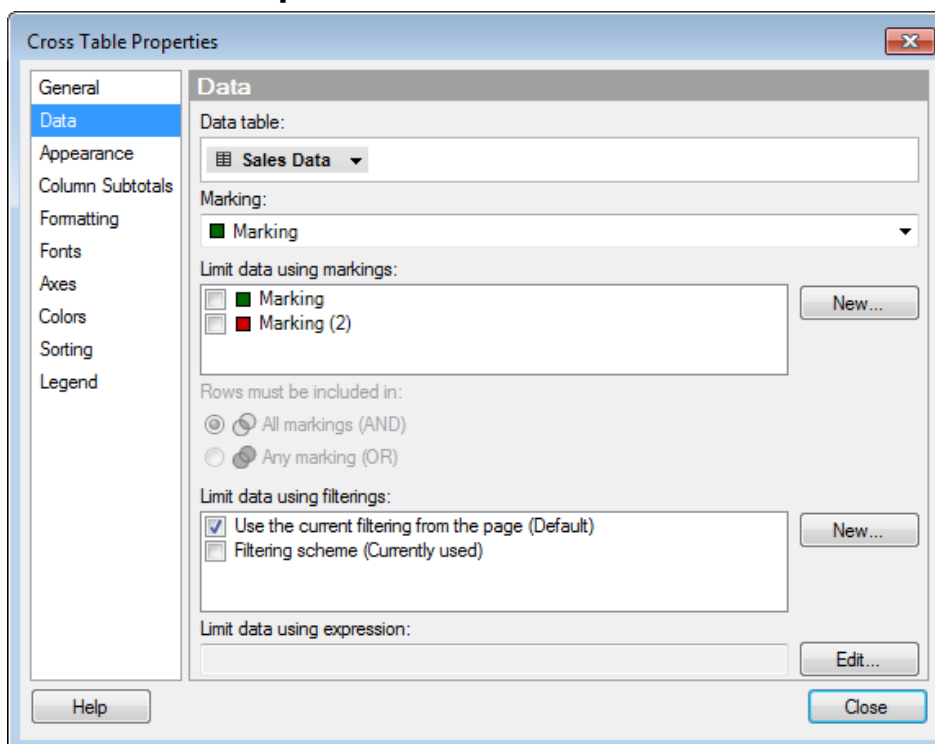 Cross Table Properties
General
Data
Appearance
Column Subtotals
Formatting
Fonts
Axes
Colors
Sorting
Legend
Data
Data table:
Sales Data
Marking:
Marking
Limit data using markings:
Marking
Marking (2)
New...
Rows must be included in:
All markings (AND)
Any marking (OR)
Limit data using filterings:
Use the current filtering from the page (Default)
Filtering scheme (Currently used)
New...
Limit data using expression:
Edit...
Help
Close